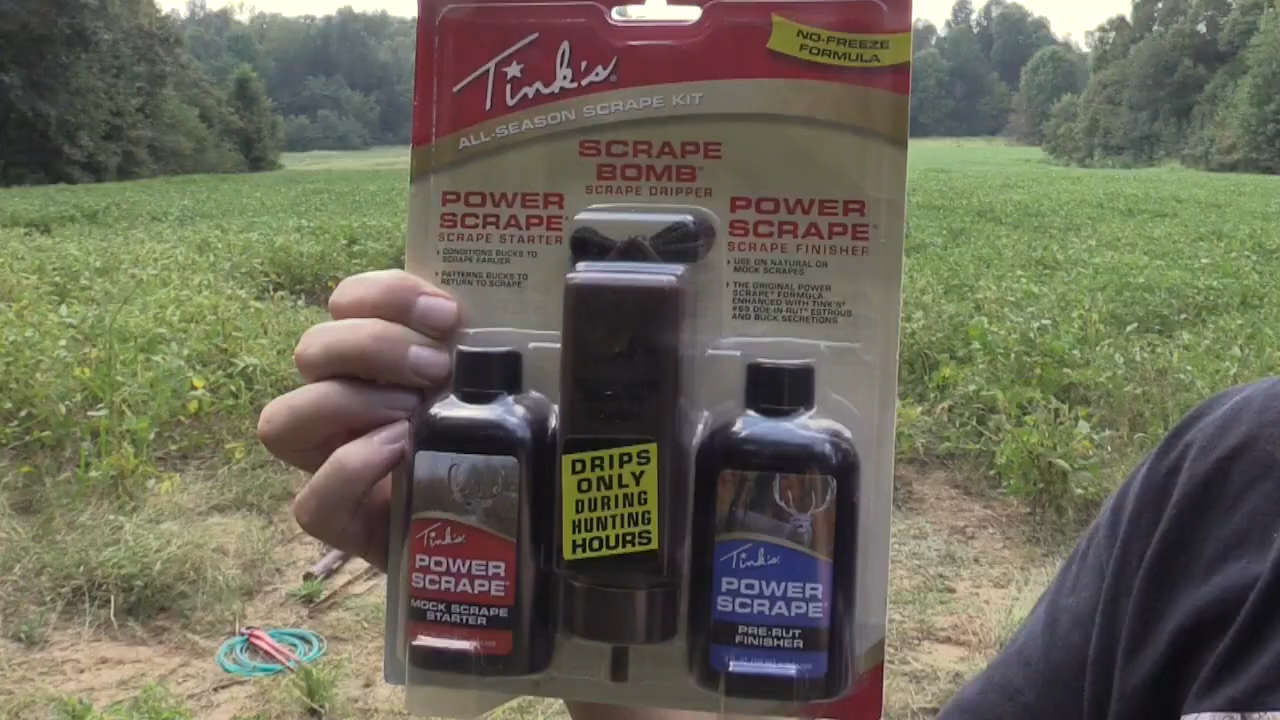 Tink's®
ALL-SEASON SCRAPE KIT
NO-FREEZE
FORMULA
SCRAPE
BOMB®
SCRAPE DRIPPER
POWER
SCRAPE®
SCRAPE STARTER
CONDITIONS BUCKS TO
SCRAPE EARLIER
PATTERNS BUCKS TO
RETURN TO SCRAPE
POWER
SCRAPE®
SCRAPE FINISHER
USE ON NATURAL OR
MOCK SCRAPES
THE ORIGINAL POWER
SCRAPE® FORMULA
ENHANCED WITH TINK'S®
#69 DOE-IN-RUT® ESTROUS
AND BUCK SECRETIONS
Tink's®
POWER
SCRAPE®
MOCK SCRAPE
STARTER
DRIPS
ONLY
DURING
HUNTING
HOURS
Tink's®
POWER
SCRAPE®
PRE-RUT
FINISHER